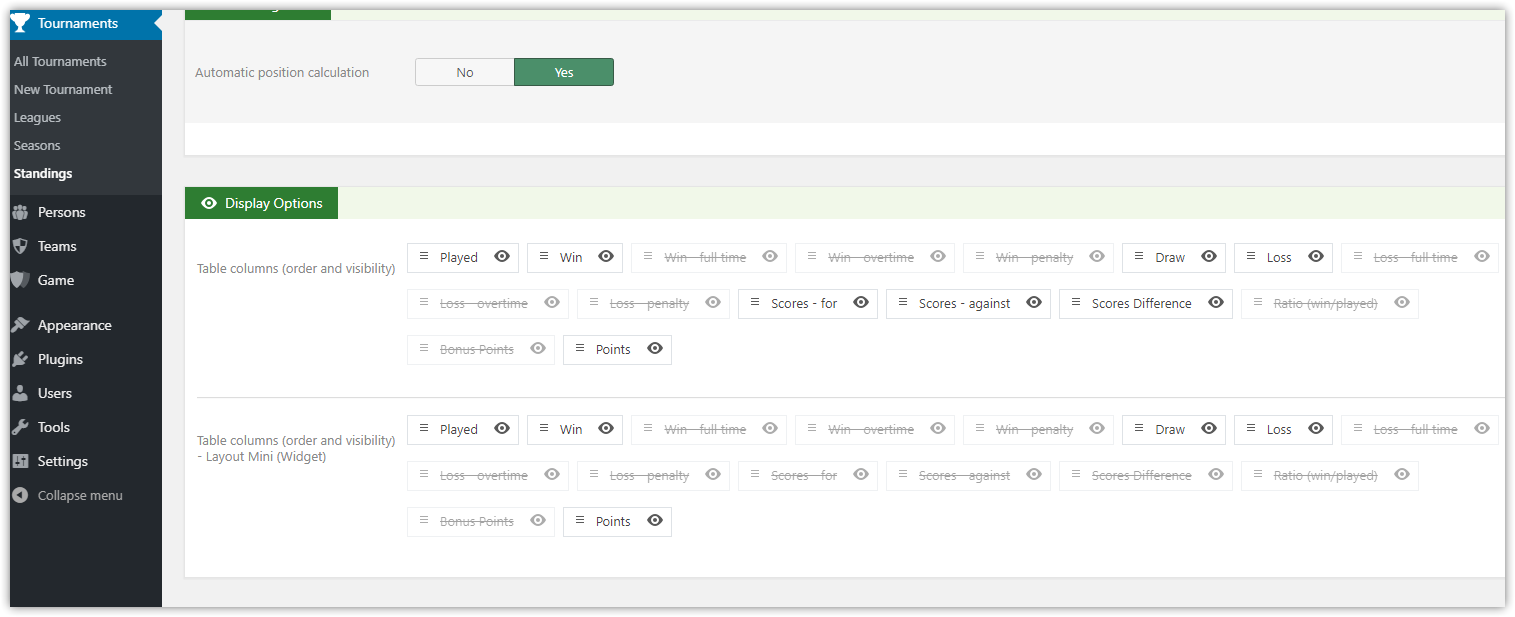 Tournaments
All Tournaments
New Tournament
Leagues
Seasons
Standings
Persons
Teams
Game
Appearance
Plugins
Users
Tools
Settings
Collapse menu
Automatic position calculation No Yes
Display Options
Table columns (order and visibility)
Played Win Win - full time Win - overtime Win - penalty Draw Loss Loss - full time
Loss - overtime Loss - penalty Scores - for Scores - against Scores Difference Ratio (win/played)
Bonus Points Points
Table columns (order and visibility)
- Layout Mini (Widget)
Played Win Win - full time Win - overtime Win - penalty Draw Loss Loss - full time
Loss - overtime Loss - penalty Scores - for Scores - against Scores Difference Ratio (win/played)
Bonus Points Points